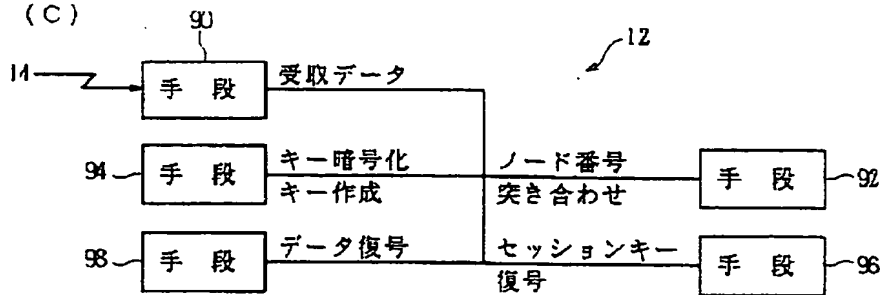 (C)
90
12
14
手 段
受取データ
94
手 段
キー暗号化
キー作成
ノード番号
突き合わせ
手 段
92
98
手 段
データ復号
セッションキー
復号
手 段
96